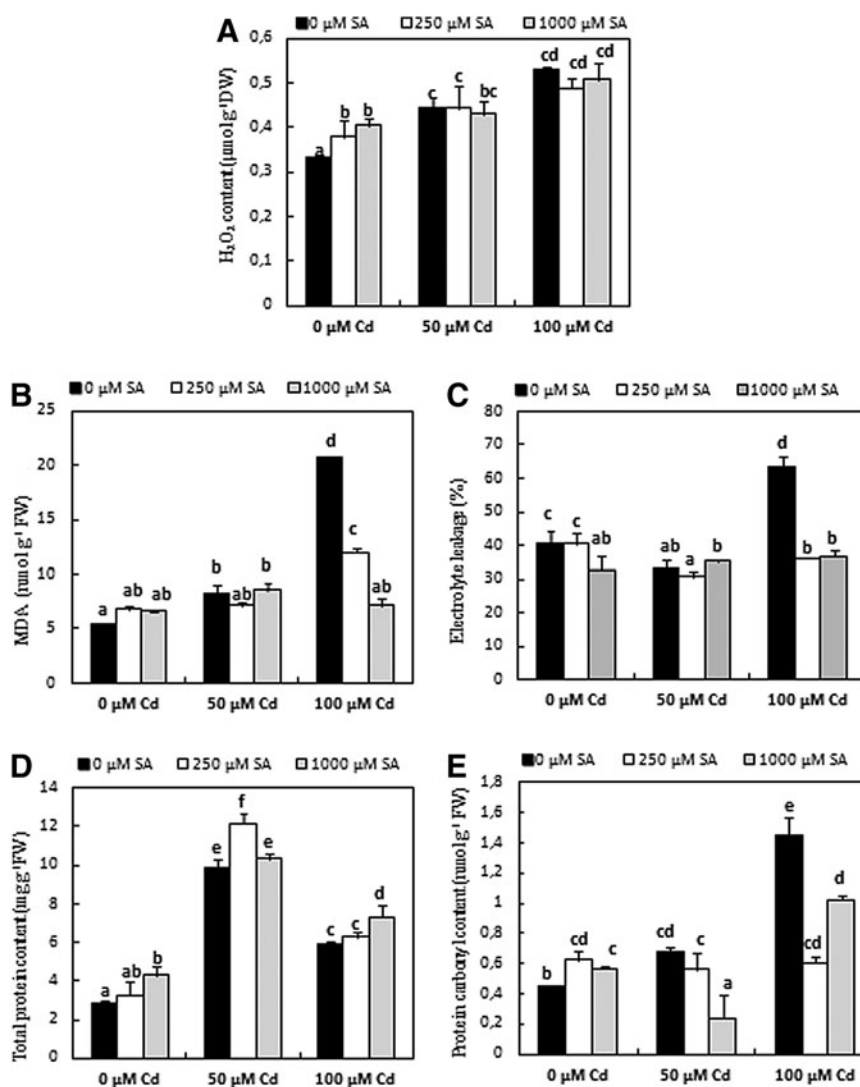 A
0 µM SA 250 µM SA 1000 µM SA
H₂O₂ content (µmol g⁻¹ DW)
0,6
0,5
0,4
0,3
0,2
0,1
0
a b b
c c bc
cd cd cd
0 µM Cd 50 µM Cd 100 µM Cd
B
0 µM SA 250 µM SA 1000 µM SA
MDA (nmol g⁻¹ FW)
25
20
15
10
5
0
a ab ab
b ab b
d c ab
0 µM Cd 50 µM Cd 100 µM Cd
C
0 µM SA 250 µM SA 1000 µM SA
Electrolyte leakage (%)
80
70
60
50
40
30
20
10
0
c c ab
ab a b
d b b
0 µM Cd 50 µM Cd 100 µM Cd
D
0 µM SA 250 µM SA 1000 µM SA
Total protein content (mg g⁻¹ FW)
14
12
10
8
6
4
2
0
a ab b
e f e
c c d
0 µM Cd 50 µM Cd 100 µM Cd
E
0 µM SA 250 µM SA 1000 µM SA
Protein carbonyl content (nmol g⁻¹ FW)
1,8
1,6
1,4
1,2
1
0,8
0,6
0,4
0,2
0
b cd c
cd c a
e cd d
0 µM Cd 50 µM Cd 100 µM Cd